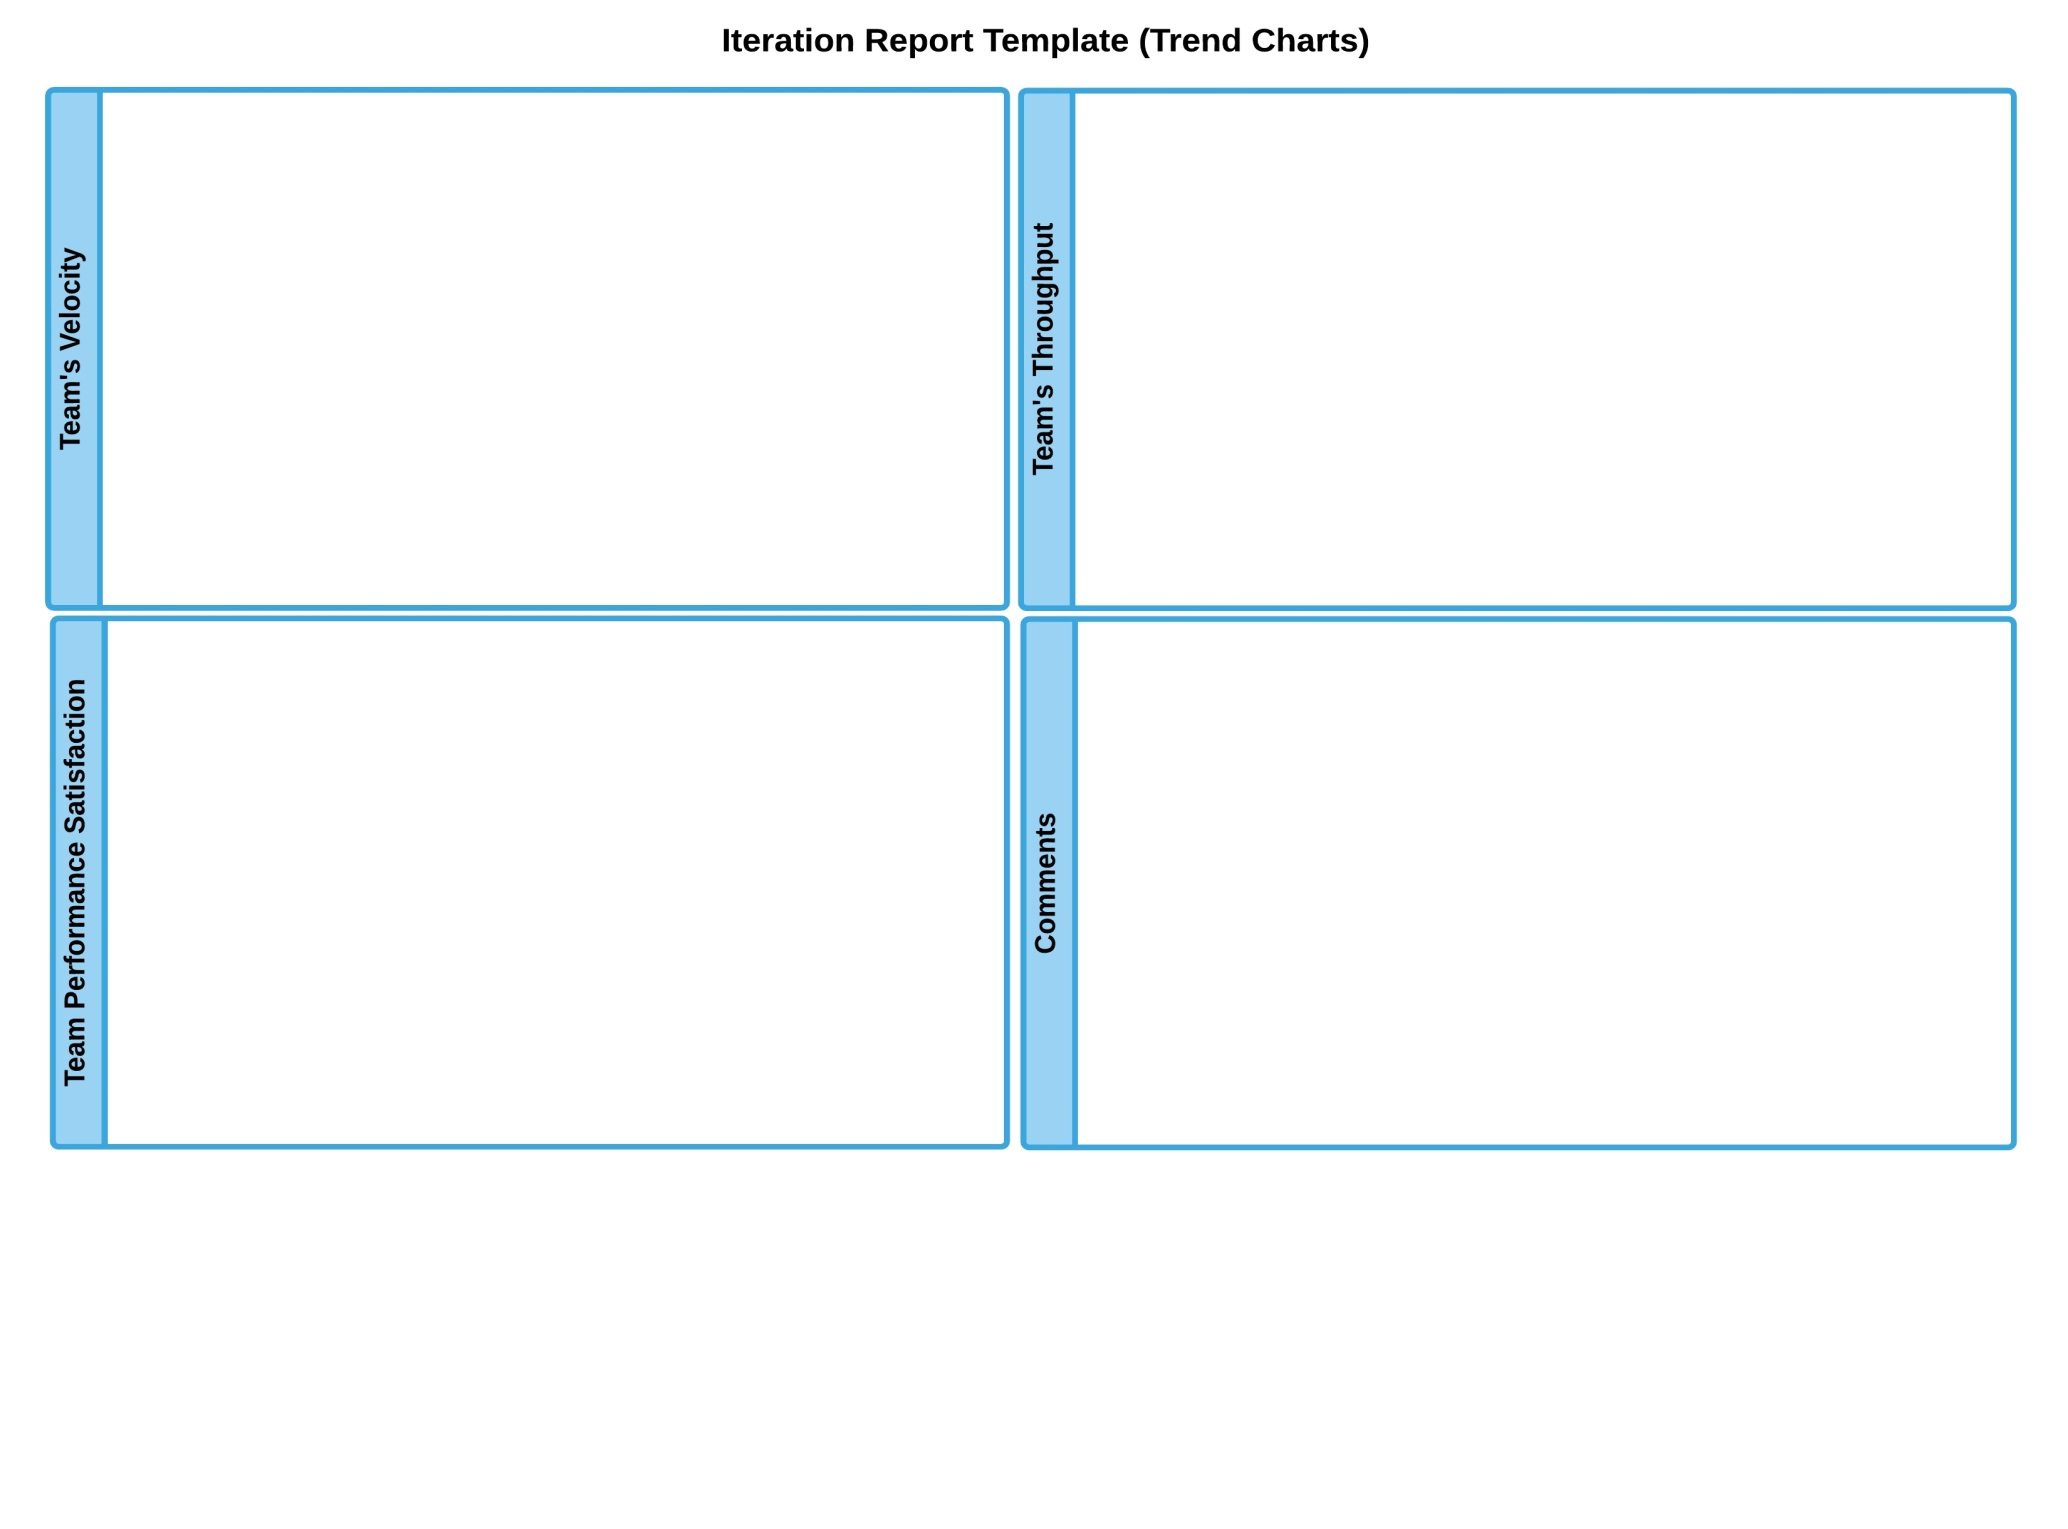 Iteration Report Template (Trend Charts)
Team's Velocity
Team's Throughput
Team Performance Satisfaction
Comments